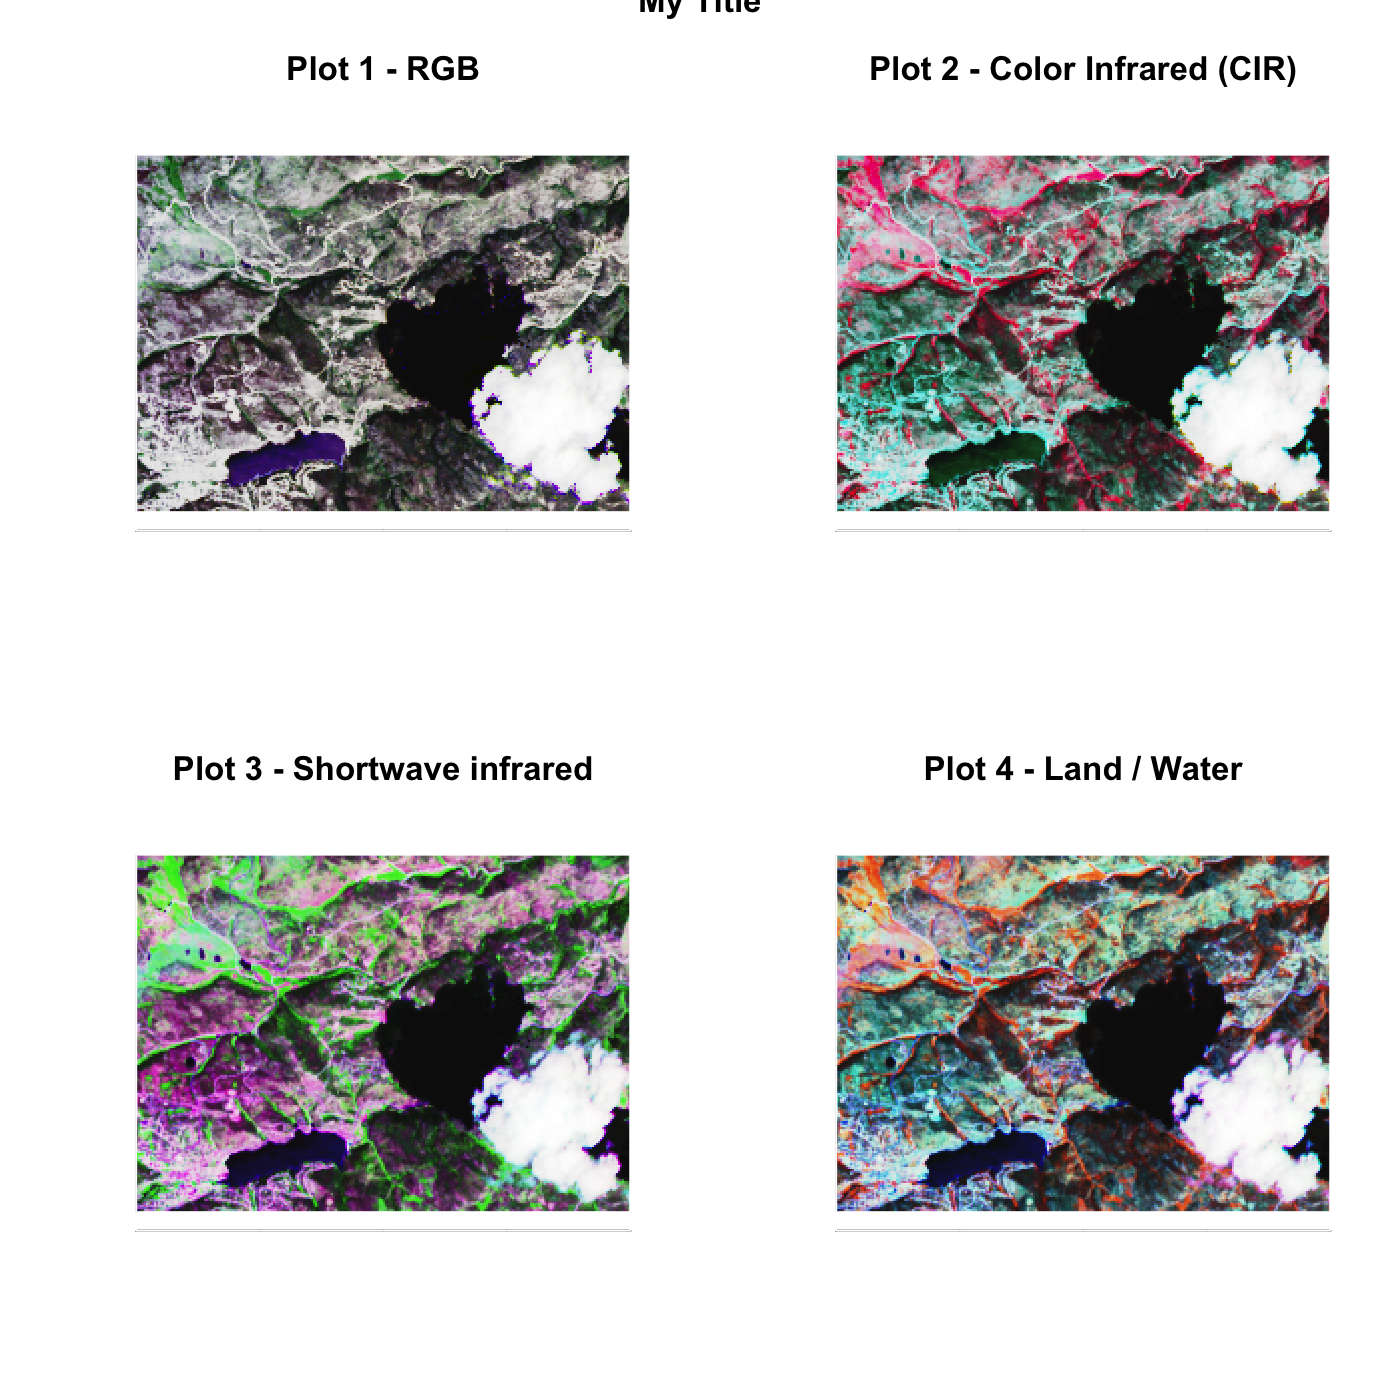 My Title
Plot 1 - RGB
Plot 2 - Color Infrared (CIR)
Plot 3 - Shortwave infrared
Plot 4 - Land / Water